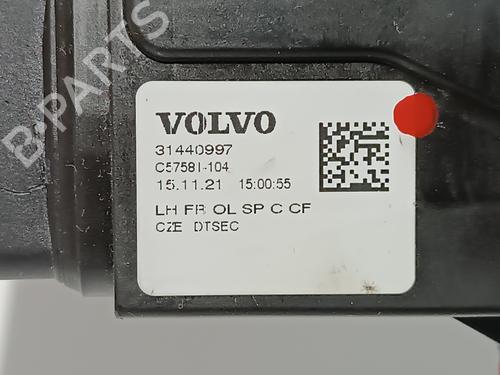 B-PARTS
VOLVO
31440997
C57581-104
15.11.21 15:00:55
LH FR OL SP C CF
CZE DTSEC